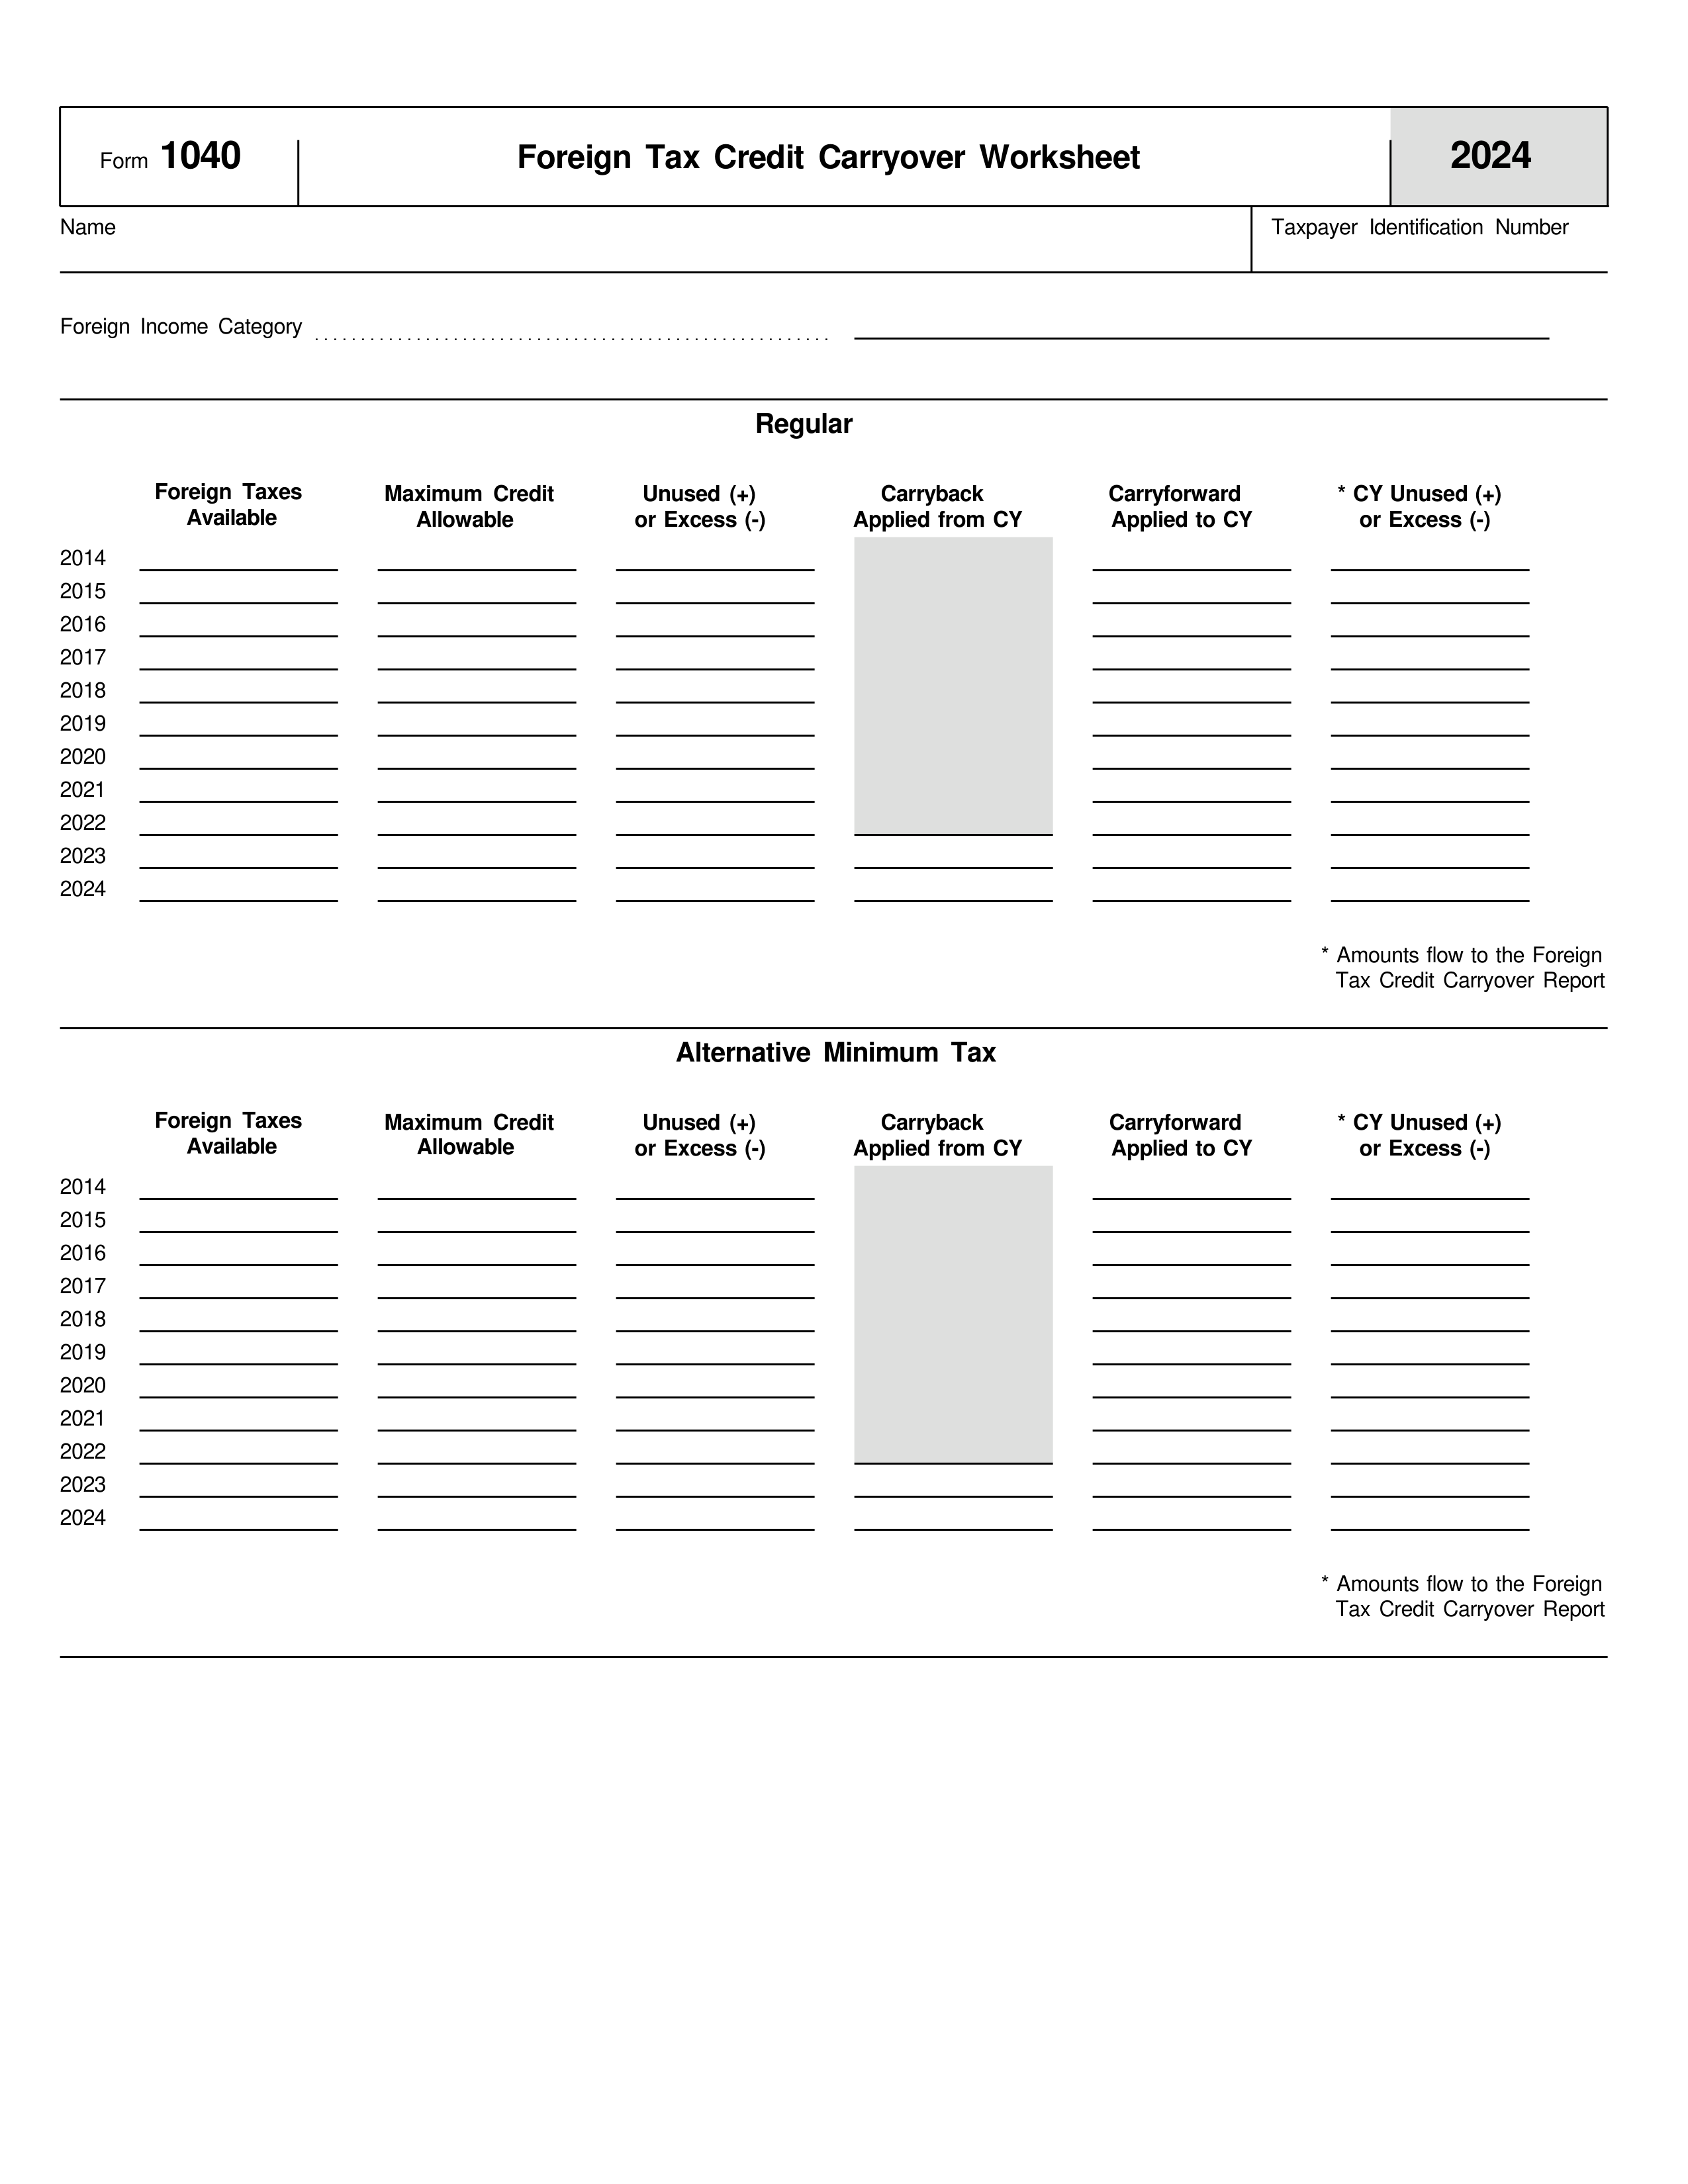 Form 1040 Foreign Tax Credit Carryover Worksheet 2024
Name Taxpayer Identification Number
Foreign Income Category ........................................................
Regular
Foreign Taxes Maximum Credit Unused (+) Carryback Carryforward * CY Unused (+)
Available Allowable or Excess (-) Applied from CY Applied to CY or Excess (-)
2014
2015
2016
2017
2018
2019
2020
2021
2022
2023
2024
* Amounts flow to the Foreign
Tax Credit Carryover Report
Alternative Minimum Tax
Foreign Taxes Maximum Credit Unused (+) Carryback Carryforward * CY Unused (+)
Available Allowable or Excess (-) Applied from CY Applied to CY or Excess (-)
2014
2015
2016
2017
2018
2019
2020
2021
2022
2023
2024
* Amounts flow to the Foreign
Tax Credit Carryover Report